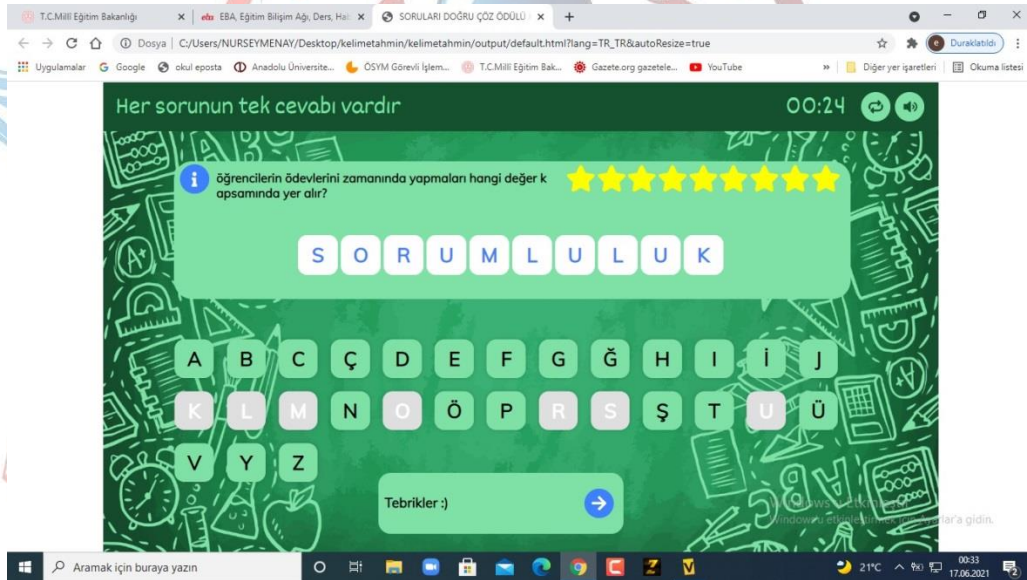 T.C.Millî Eğitim Bakanlığı
eba EBA, Eğitim Bilişim Ağı, Ders, Ha
SORULARI DOĞRU ÇÖZ ÖDÜLÜ
Dosya | C:/Users/NURSEYMENAY/Desktop/kelimetahmin/kelimetahmin/output/default.html?lang=TR_TR&autoResize=true
e Duraklatıldı
Uygulamalar
Google
okul eposta
Anadolu Üniversite...
ÖSYM Görevli İşlem...
T.C.Millî Eğitim Bak...
Gazete.org gazetele...
YouTube
»
Diğer yer işaretleri
Okuma listesi
Her sorunun tek cevabı vardır
00:24
i
öğrencilerin ödevlerini zamanında yapmaları hangi değer k
apsamında yer alır?
S O R U M L U L U K
A B C Ç D E F G Ğ H I İ J
K L M N O Ö P R S Ş T U Ü
V Y Z
Tebrikler :)
Aramak için buraya yazın
21°C
00:33
17.06.2021
2